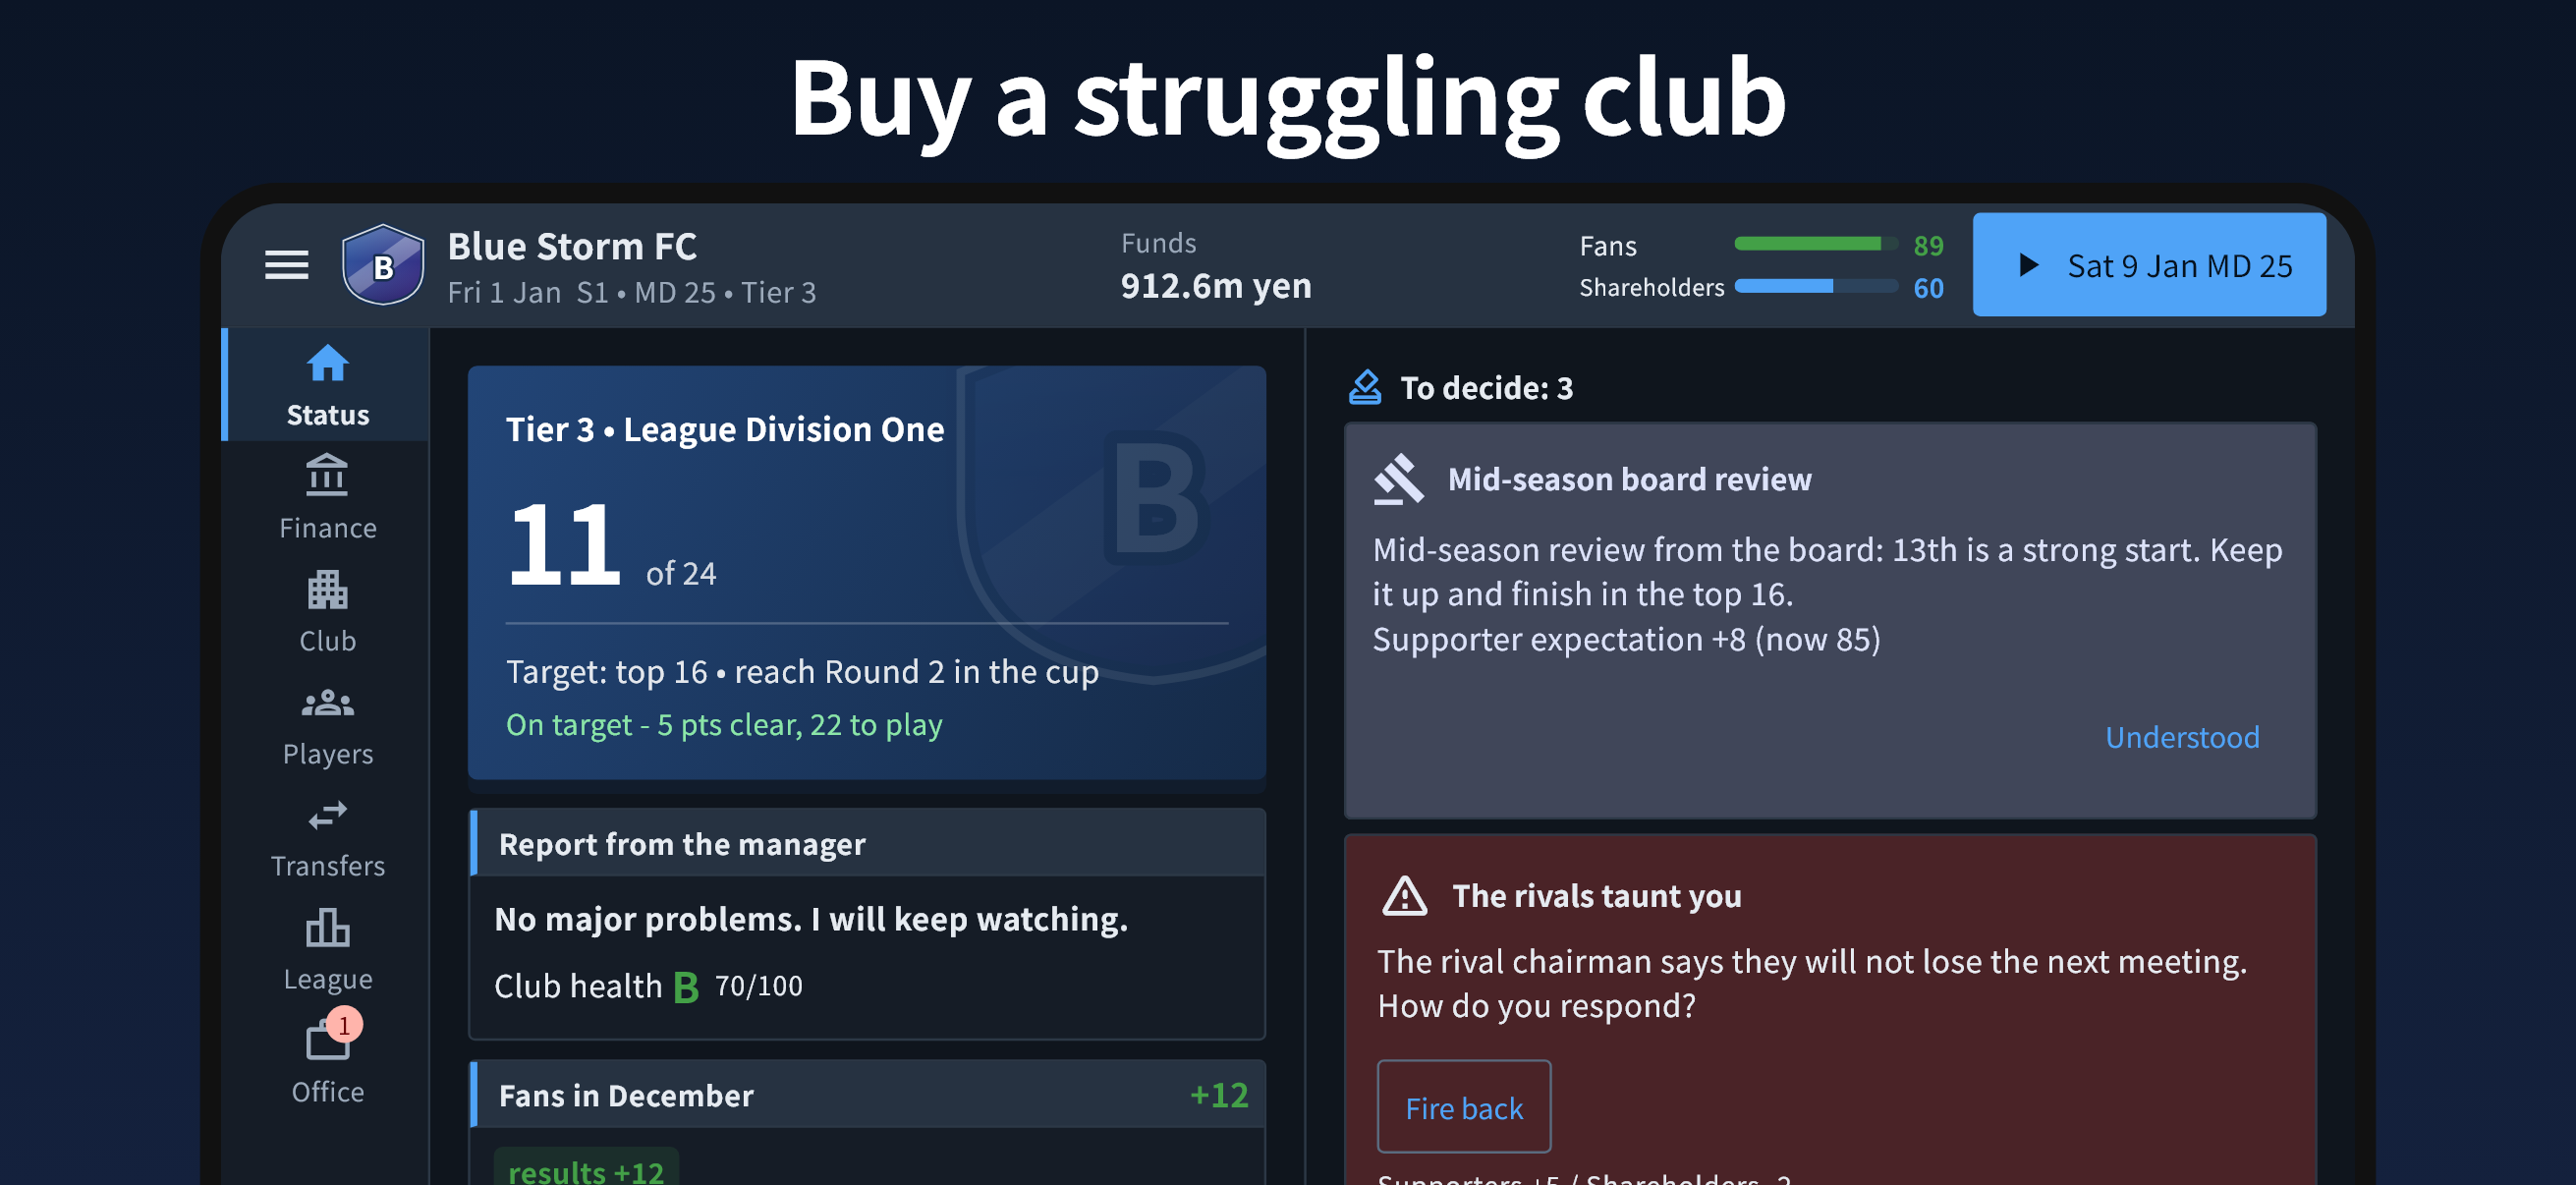 Buy a struggling club
B
Blue Storm FC
Fri 1 Jan S1 • MD 25 • Tier 3
Funds
912.6m yen
Fans 89
Shareholders 60
Sat 9 Jan MD 25
Status
Finance
Club
Players
Transfers
League
1
Office
Tier 3 • League Division One
B
11 of 24
Target: top 16 • reach Round 2 in the cup
On target - 5 pts clear, 22 to play
Report from the manager
No major problems. I will keep watching.
Club health B 70/100
Fans in December +12
results +12
To decide: 3
Mid-season board review
Mid-season review from the board: 13th is a strong start. Keep
it up and finish in the top 16.
Supporter expectation +8 (now 85)
Understood
The rivals taunt you
The rival chairman says they will not lose the next meeting.
How do you respond?
Fire back
Supporters +5 / Shareholders -2